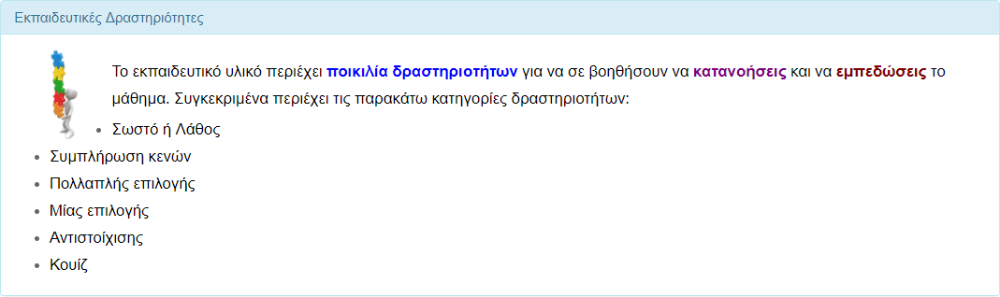 Εκπαιδευτικές Δραστηριότητες
Το εκπαιδευτικό υλικό περιέχει ποικιλία δραστηριοτήτων για να σε βοηθήσουν να κατανοήσεις και να εμπεδώσεις το
μάθημα. Συγκεκριμένα περιέχει τις παρακάτω κατηγορίες δραστηριοτήτων:
• Σωστό ή Λάθος
• Συμπλήρωση κενών
• Πολλαπλής επιλογής
• Μίας επιλογής
• Αντιστοίχισης
• Κουίζ